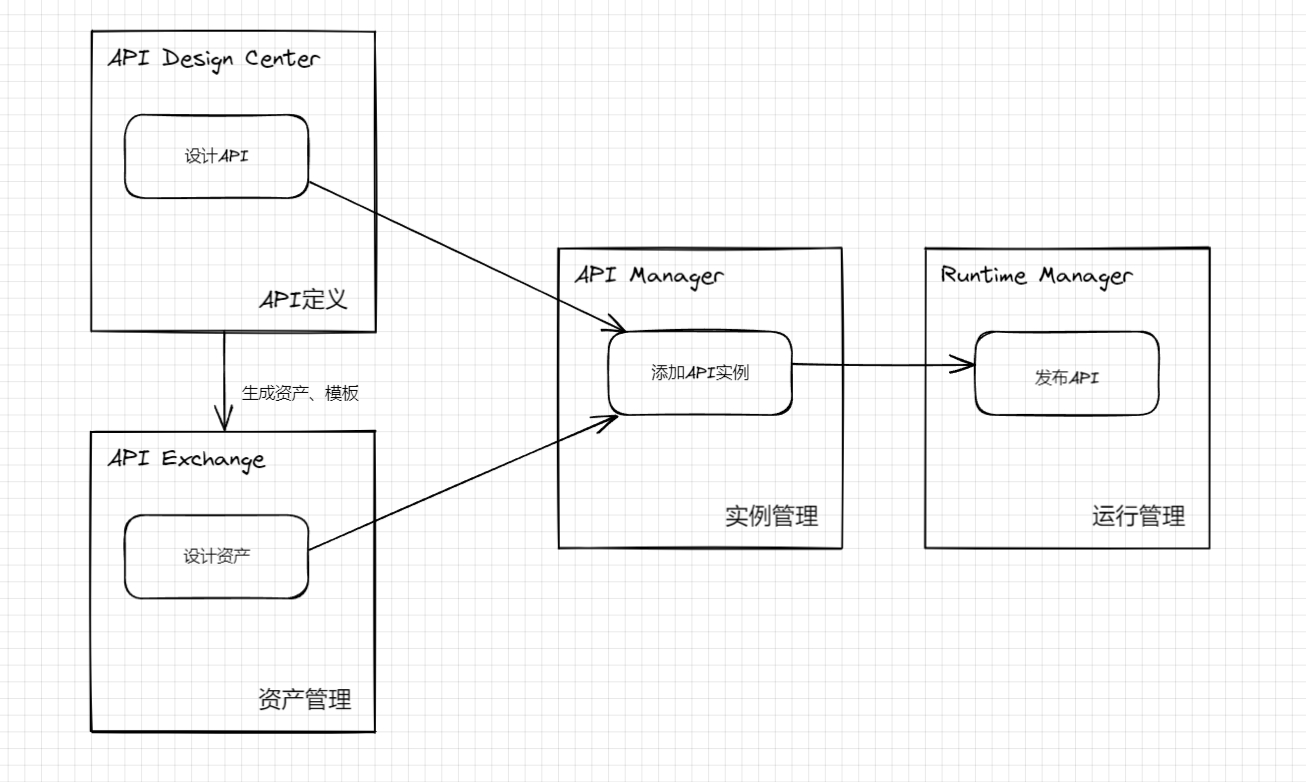 API Design Center
设计API
API定义
生成资产、模板
API Exchange
设计资产
资产管理
API Manager
添加API实例
实例管理
Runtime Manager
发布API
运行管理